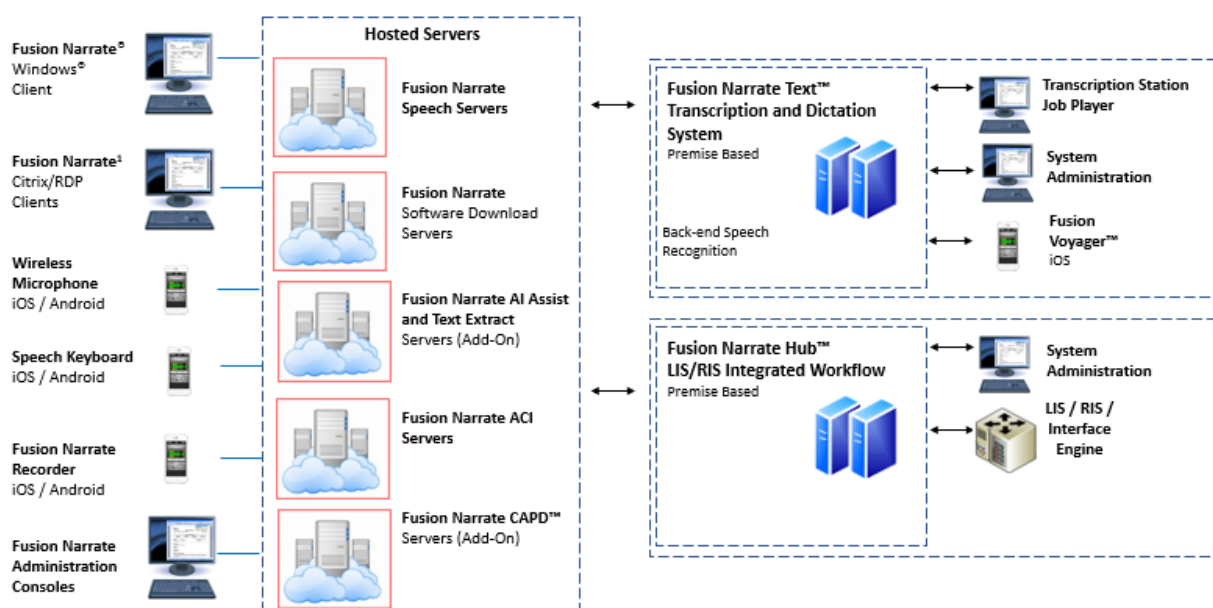 Fusion Narrate®
Windows®
Client
Fusion Narrate¹
Citrix/RDP
Clients
Wireless
Microphone
iOS / Android
Speech Keyboard
iOS / Android
Fusion Narrate
Recorder
iOS / Android
Fusion Narrate
Administration
Consoles
Hosted Servers
Fusion Narrate
Speech Servers
Fusion Narrate
Software Download
Servers
Fusion Narrate AI Assist
and Text Extract
Servers (Add-On)
Fusion Narrate ACI
Servers
Fusion Narrate CAPD™
Servers (Add-On)
Fusion Narrate Text™
Transcription and Dictation
System
Premise Based
Back-end Speech
Recognition
Transcription Station
Job Player
System
Administration
Fusion
Voyager™
iOS
Fusion Narrate Hub™
LIS/RIS Integrated Workflow
Premise Based
System
Administration
LIS / RIS /
Interface
Engine